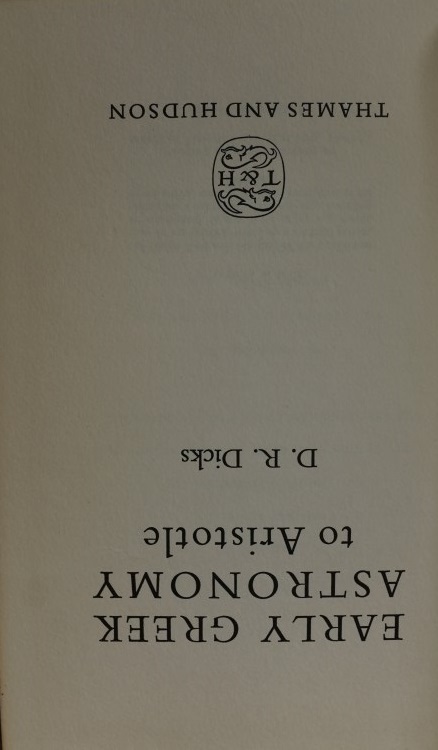 EARLY GREEK
ASTRONOMY
to Aristotle
D. R. Dicks
T & H
THAMES AND HUDSON